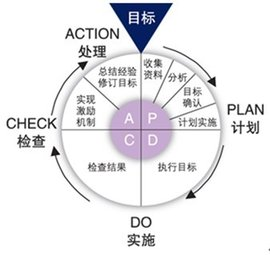 目标
ACTION
处理
总结经验
修订目标
收集
资料
分析
目标
确认
实现
激励
机制
计划实施
A P
C D
CHECK
检查
PLAN
计划
检查结果
执行目标
DO
实施